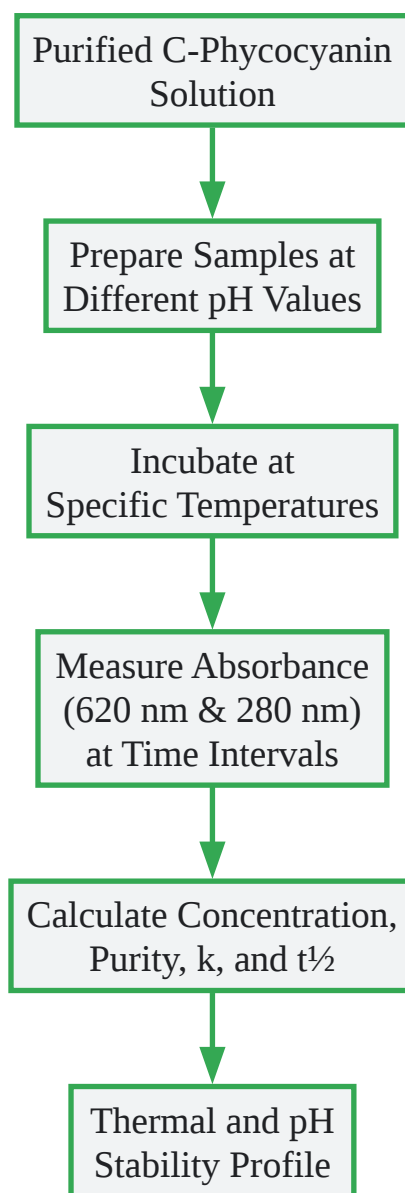 Purified C-Phycocyanin
Solution
Prepare Samples at
Different pH Values
Incubate at
Specific Temperatures
Measure Absorbance
(620 nm & 280 nm)
at Time Intervals
Calculate Concentration,
Purity, k, and t½
Thermal and pH
Stability Profile